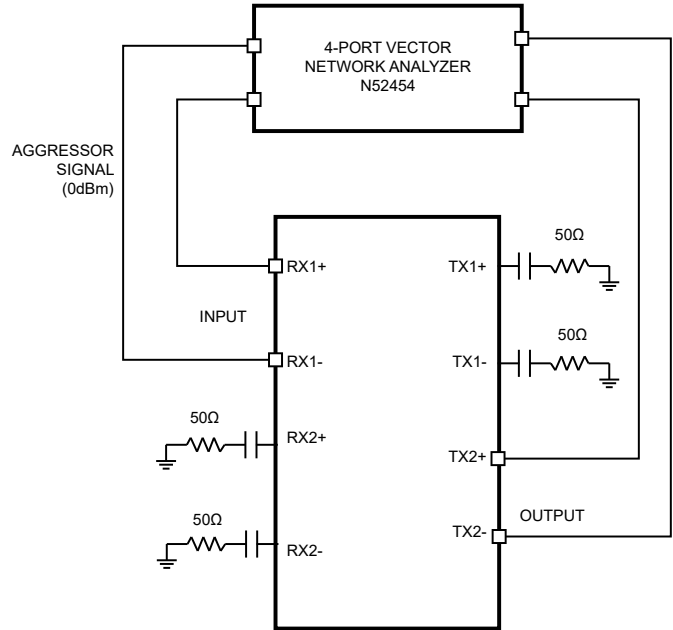 4-PORT VECTOR
NETWORK ANALYZER
N52454
AGGRESSOR
SIGNAL
(0dBm)
50Ω
RX1+
TX1+
INPUT
50Ω
RX1-
TX1-
50Ω
RX2+
TX2+
50Ω
OUTPUT
TX2-
RX2-